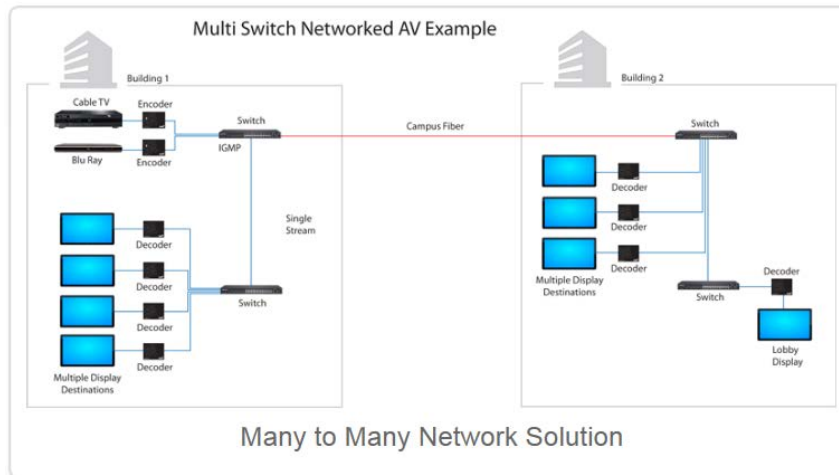 Multi Switch Networked AV Example
Building 1
Cable TV
Encoder
Switch
IGMP
Blu Ray
Encoder
Campus Fiber
Single
Stream
Decoder
Decoder
Decoder
Decoder
Switch
Multiple Display
Destinations
Building 2
Switch
Decoder
Decoder
Decoder
Multiple Display
Destinations
Switch
Decoder
Lobby
Display
Many to Many Network Solution